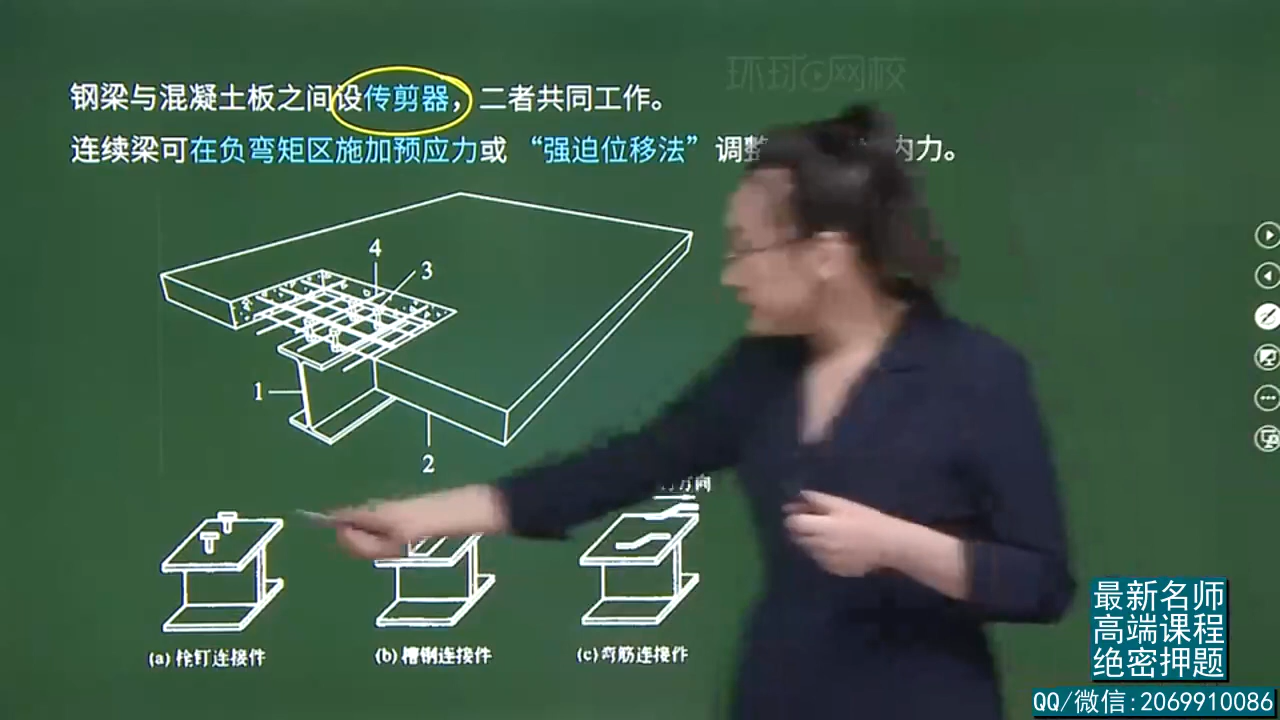 环球网校
钢梁与混凝土板之间设传剪器，二者共同工作。
连续梁可在负弯矩区施加预应力或“强迫位移法”调整 内力。
4
3
1
2
方向
(a) 栓钉连接件
(b) 槽钢连接件
(c) 弯筋连接件
最新名师
高端课程
绝密押题
QQ/微信:2069910086